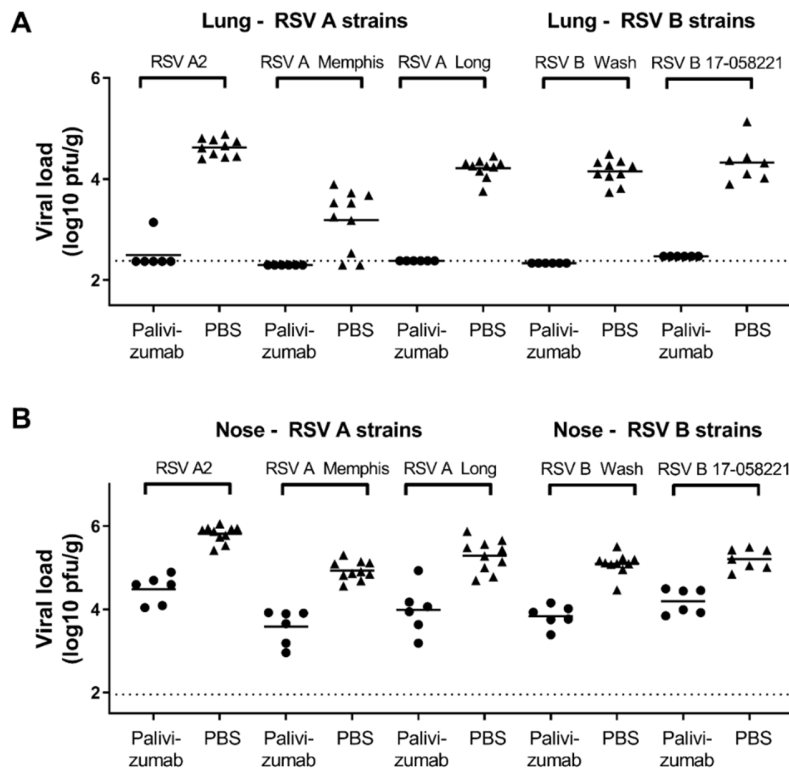 A
Lung - RSV A strains
Lung - RSV B strains
RSV A2
RSV A Memphis
RSV A Long
RSV B Wash
RSV B 17-058221
Viral load
(log10 pfu/g)
6
4
2
Palivi-
zumab
PBS
Palivi-
zumab
PBS
Palivi-
zumab
PBS
Palivi-
zumab
PBS
Palivi-
zumab
PBS
B
Nose - RSV A strains
Nose - RSV B strains
RSV A2
RSV A Memphis
RSV A Long
RSV B Wash
RSV B 17-058221
Viral load
(log10 pfu/g)
6
4
2
Palivi-
zumab
PBS
Palivi-
zumab
PBS
Palivi-
zumab
PBS
Palivi-
zumab
PBS
Palivi-
zumab
PBS